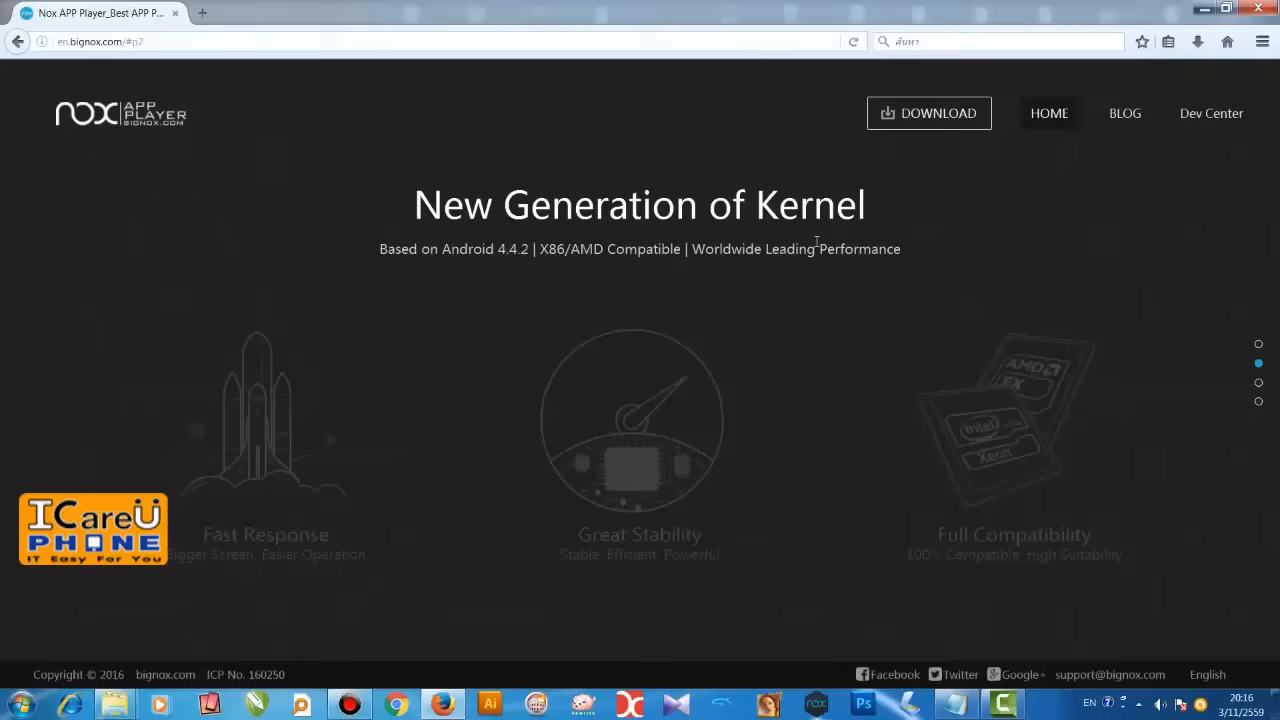 Nox APP Player_Best APP P...
en.bignox.com/#p2
ค้นหา
nox APP PLAYER
BIGNOX.COM
DOWNLOAD
HOME
BLOG
Dev Center
New Generation of Kernel
Based on Android 4.4.2 | X86/AMD Compatible | Worldwide Leading Performance
AMD
FX
intel
Xeon
Fast Response
Bigger Screen, Easier Operation
Great Stability
Stable, Efficient, Powerful
Full Compatibility
100% Compatible, High Suitability
ICareU
PHONE
IT Easy For You
Copyright © 2016 bignox.com ICP No. 160250
Facebook
Twitter
Google+
support@bignox.com
English
Ai
nox
Ps
EN
20:16
3/11/2559